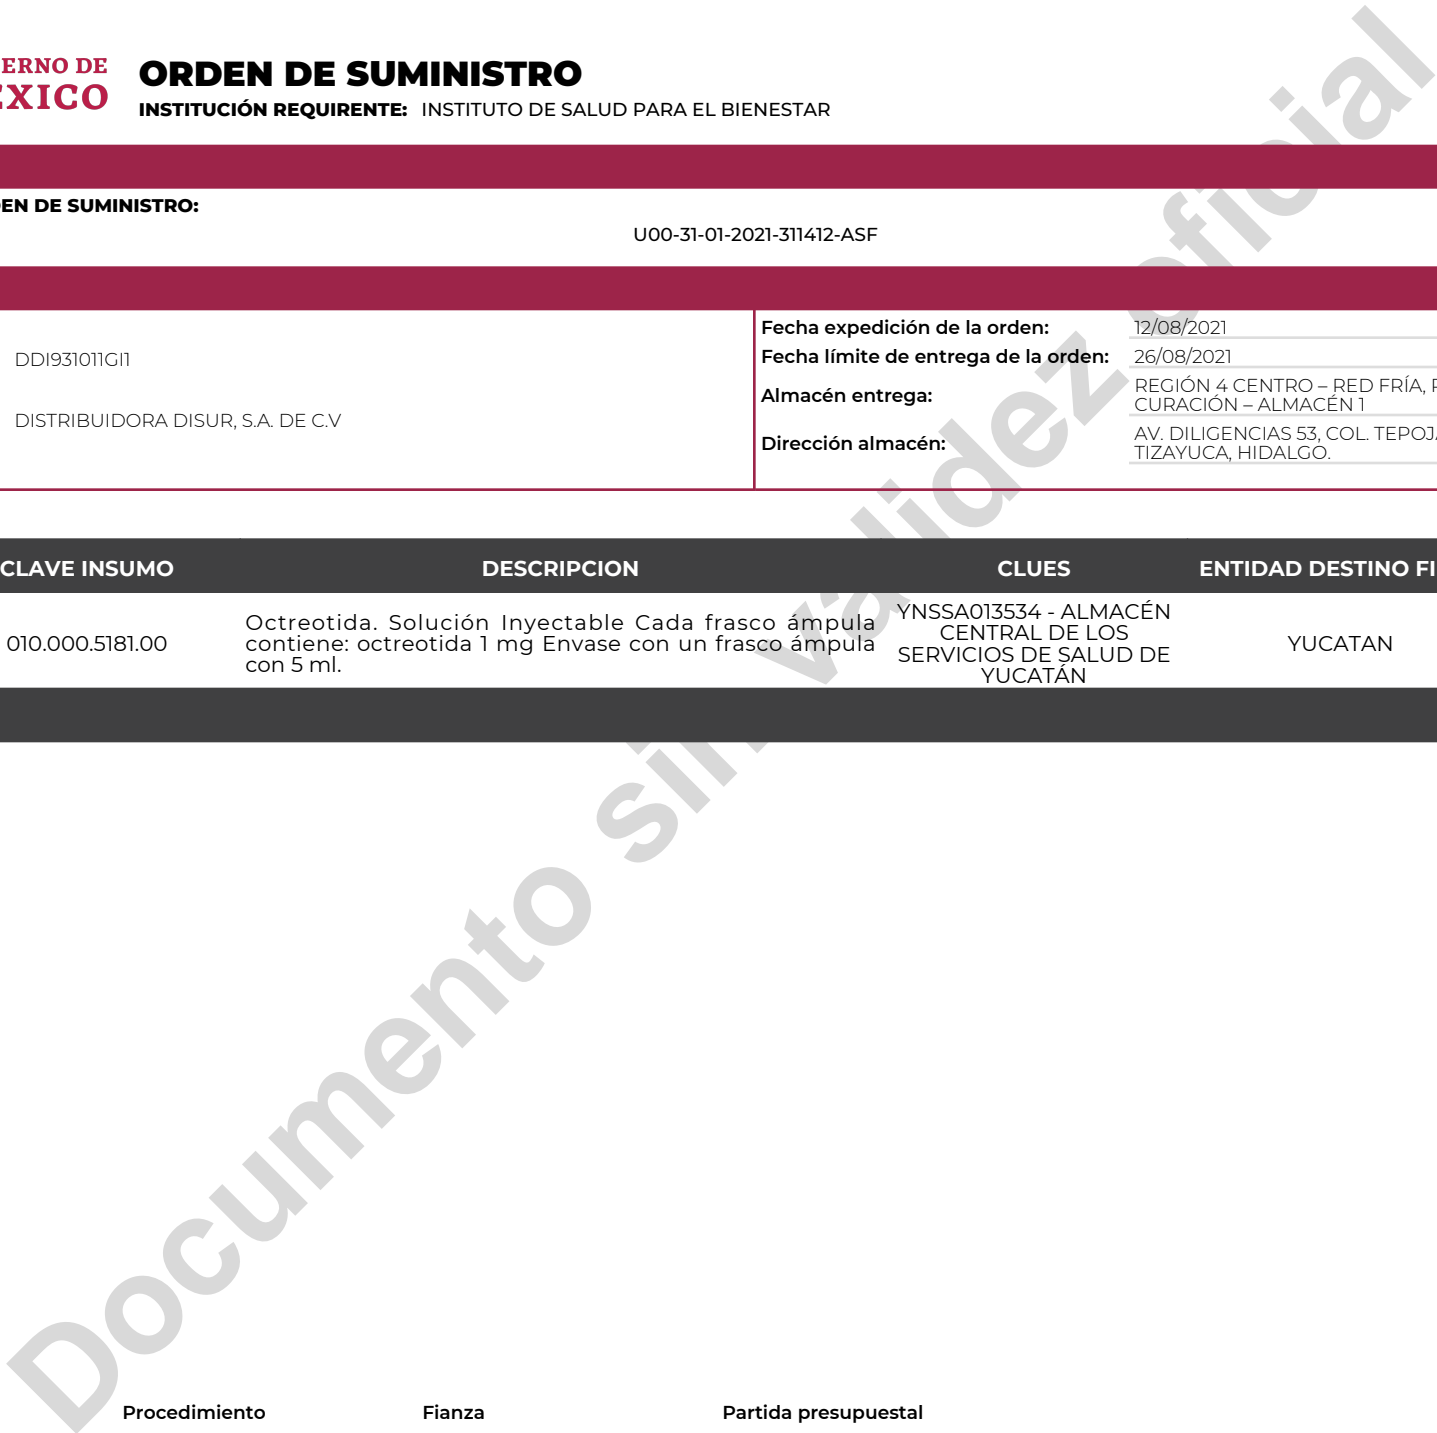 ERNO DE
ORDEN DE SUMINISTRO
EXICO
INSTITUCIÓN REQUIRENTE: INSTITUTO DE SALUD PARA EL BIENESTAR
EN DE SUMINISTRO:
U00-31-01-2021-311412-ASF
DDI931011GI1
DISTRIBUIDORA DISUR, S.A. DE C.V
Fecha expedición de la orden: 12/08/2021
Fecha límite de entrega de la orden: 26/08/2021
Almacén entrega: REGIÓN 4 CENTRO – RED FRÍA,
CURACIÓN – ALMACÉN 1
Dirección almacén: AV. DILIGENCIAS 53, COL. TEPOJA
TIZAYUCA, HIDALGO.
CLAVE INSUMO DESCRIPCION CLUES ENTIDAD DESTINO FI
010.000.5181.00
Octreotida. Solución Inyectable Cada frasco ámpula
contiene: octreotida 1 mg Envase con un frasco ámpula
con 5 ml.
YNSSA013534 - ALMACÉN
CENTRAL DE LOS
SERVICIOS DE SALUD DE
YUCATÁN
YUCATAN
Documento sin validez oficial
Procedimiento Fianza Partida presupuestal